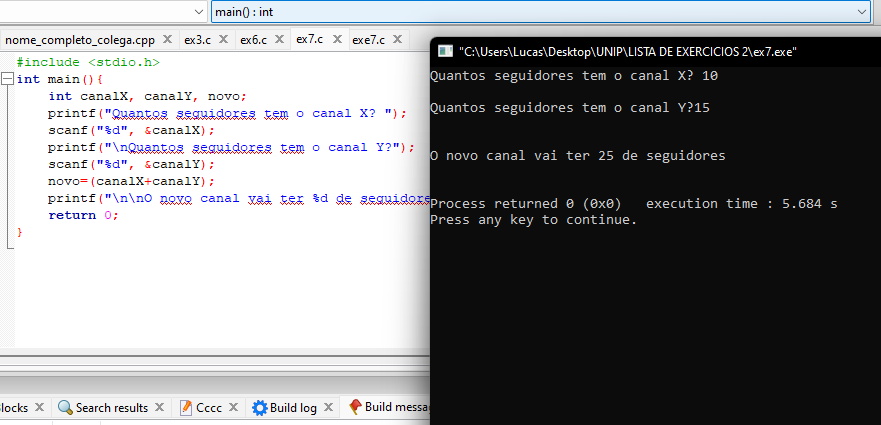 main() : int
nome_completo_colega.cpp ex3.c ex6.c ex7.c exe7.c
#include <stdio.h>
int main(){
int canalX, canalY, novo;
printf("Quantos seguidores tem o canal X? ");
scanf("%d", &canalX);
printf("\nQuantos seguidores tem o canal Y?");
scanf("%d", &canalY);
novo=(canalX+canalY);
printf("\n\nO novo canal vai ter %d de seguidores
return 0;
}
"C:\Users\Lucas\Desktop\UNIP\LISTA DE EXERCICIOS 2\ex7.exe"
Quantos seguidores tem o canal X? 10
Quantos seguidores tem o canal Y?15
O novo canal vai ter 25 de seguidores
Process returned 0 (0x0) execution time : 5.684 s
Press any key to continue.
locks Search results Cccc Build log Build messa